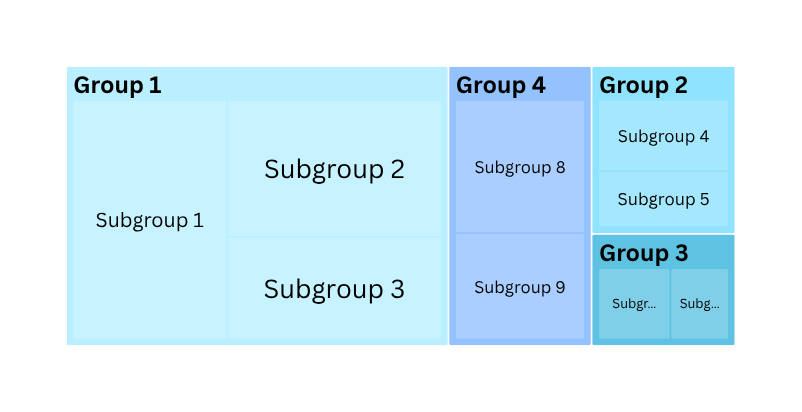 Group 1
Subgroup 1
Subgroup 2
Subgroup 3
Group 4
Subgroup 8
Subgroup 9
Group 2
Subgroup 4
Subgroup 5
Group 3
Subgr...
Subg...